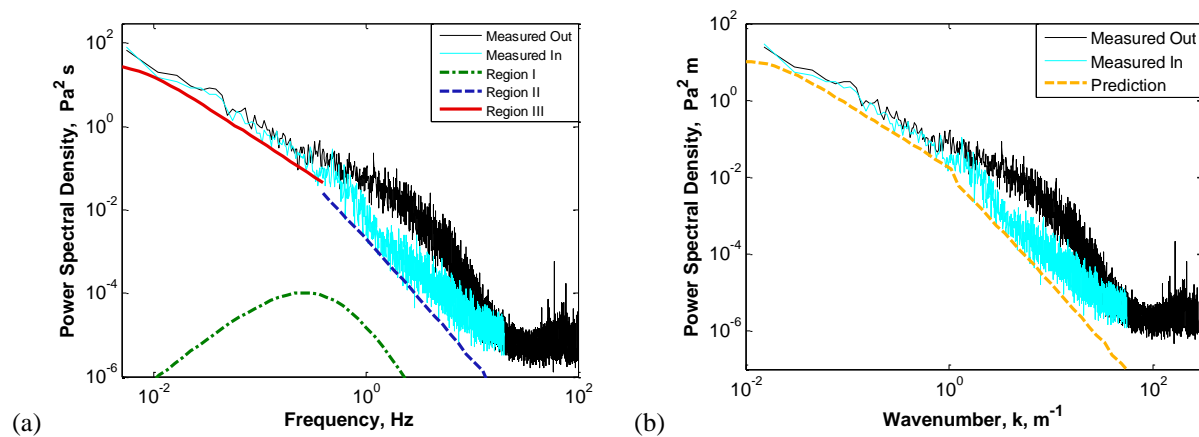 (a)
Power Spectral Density, Pa² s
10²
10⁰
10⁻²
10⁻⁴
10⁻⁶
10⁻²
10⁰
10²
Frequency, Hz
Measured Out
Measured In
Region I
Region II
Region III
(b)
Power Spectral Density, Pa² m
10²
10⁰
10⁻²
10⁻⁴
10⁻⁶
10⁻²
10⁰
10²
Wavenumber, k, m⁻¹
Measured Out
Measured In
Prediction